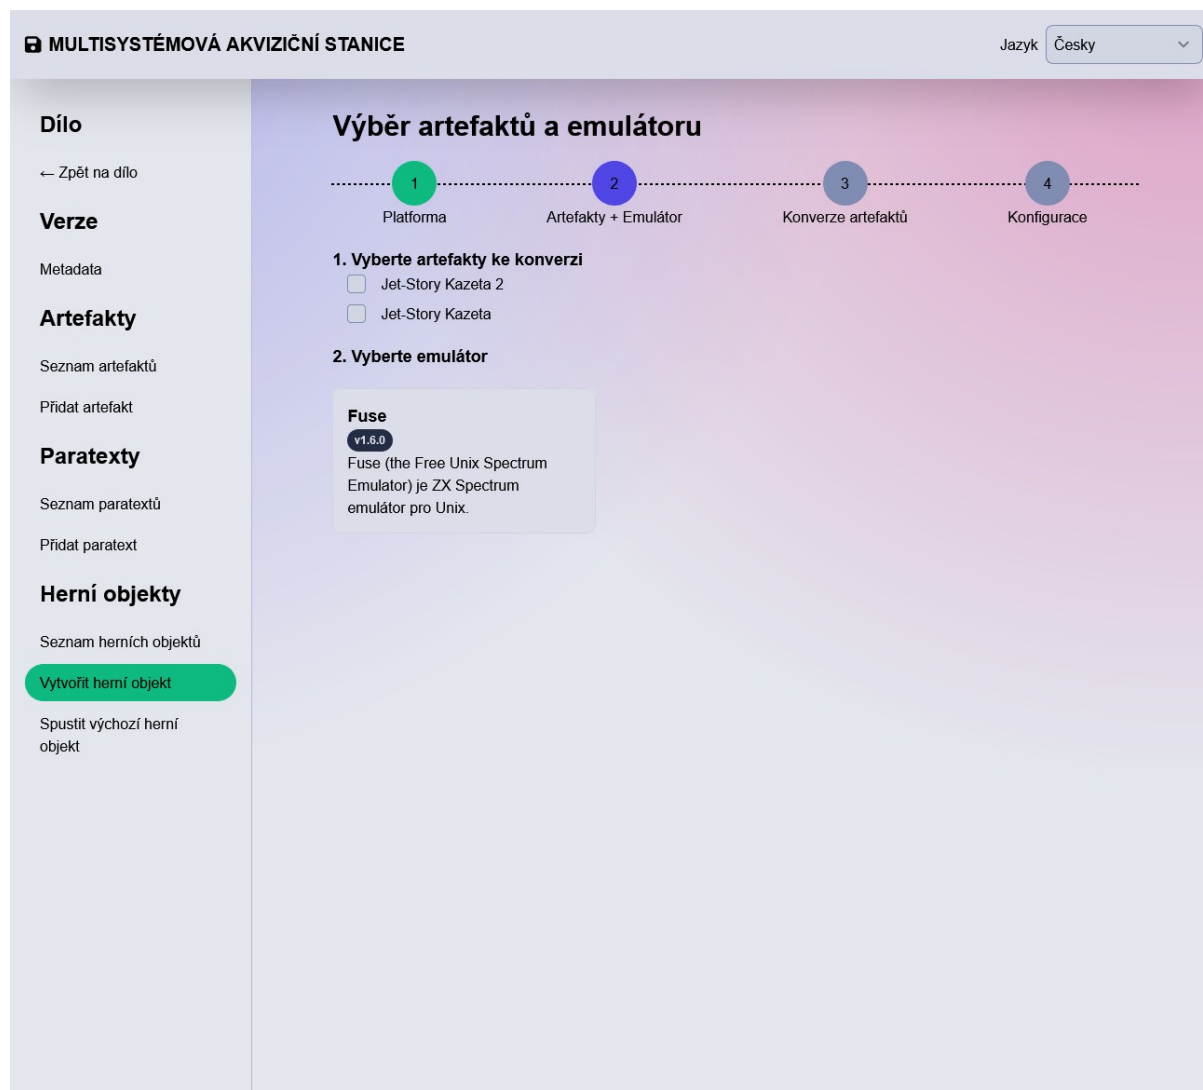 MULTISYSTÉMOVÁ AKVIZIČNÍ STANICE
Jazyk
Česky
Dílo
← Zpět na dílo
Verze
Metadata
Artefakty
Seznam artefaktů
Přidat artefakt
Paratexty
Seznam paratextů
Přidat paratext
Herní objekty
Seznam herních objektů
Vytvořit herní objekt
Spustit výchozí herní
objekt
Výběr artefaktů a emulátoru
1
2
3
4
Platforma
Artefakty + Emulátor
Konverze artefaktů
Konfigurace
1. Vyberte artefakty ke konverzi
Jet-Story Kazeta 2
Jet-Story Kazeta
2. Vyberte emulátor
Fuse
v1.6.0
Fuse (the Free Unix Spectrum
Emulator) je ZX Spectrum
emulátor pro Unix.